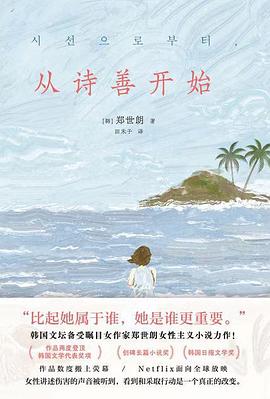 시선으로부터,
从诗善开始
[韩] 郑世朗 著
田禾子 译
“比起她属于谁，她是谁更重要。”
韩国文坛备受瞩目女作家郑世朗女性主义小说力作！
作品两度登顶
韩国文学代表奖项
创碑长篇小说奖
韩国日报文学奖
作品数度搬上荧幕 / Netflix面向全球放映
女性讲述伤害的声音被听到，看到和采取行动是一个真正的改变。